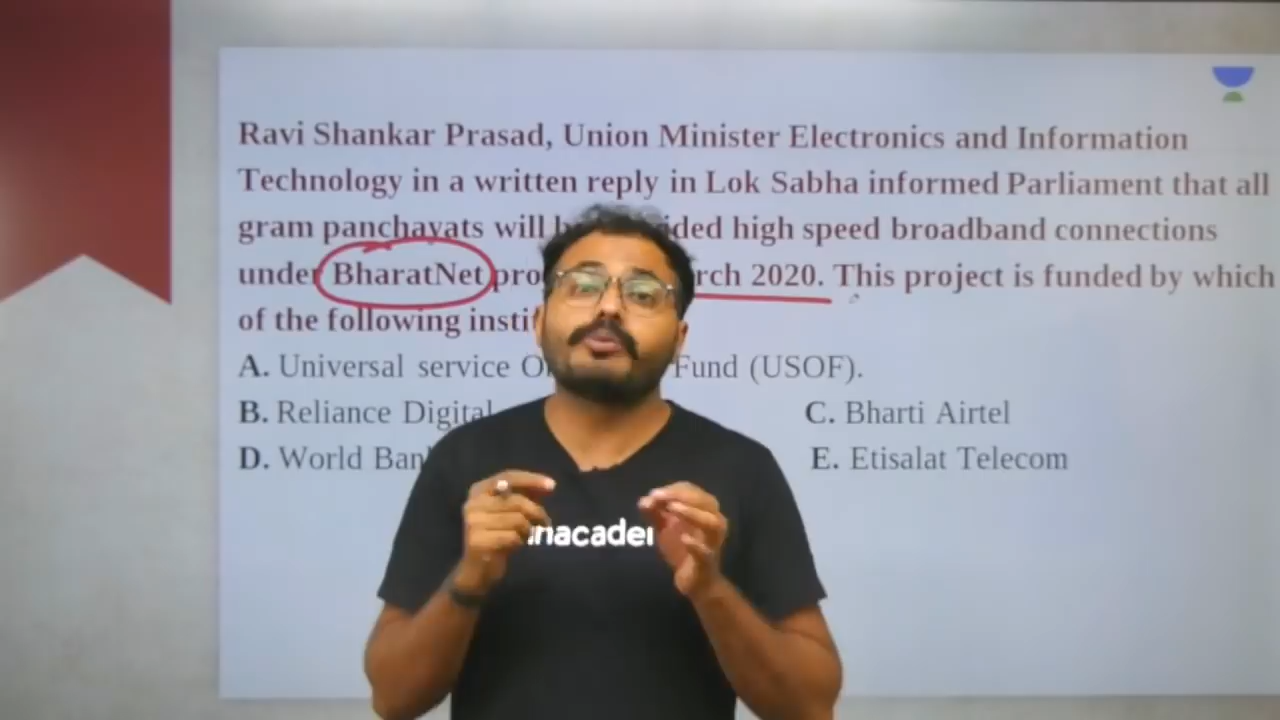 Ravi Shankar Prasad, Union Minister Electronics and Information
Technology in a written reply in Lok Sabha informed Parliament that all
gram panchayats will high speed broadband connections
under BharatNet 2020. This project is funded by which
of the following
A. Universal service Fund (USOF).
B. Reliance Digital C. Bharti Airtel
D. World E. Etisalat Telecom